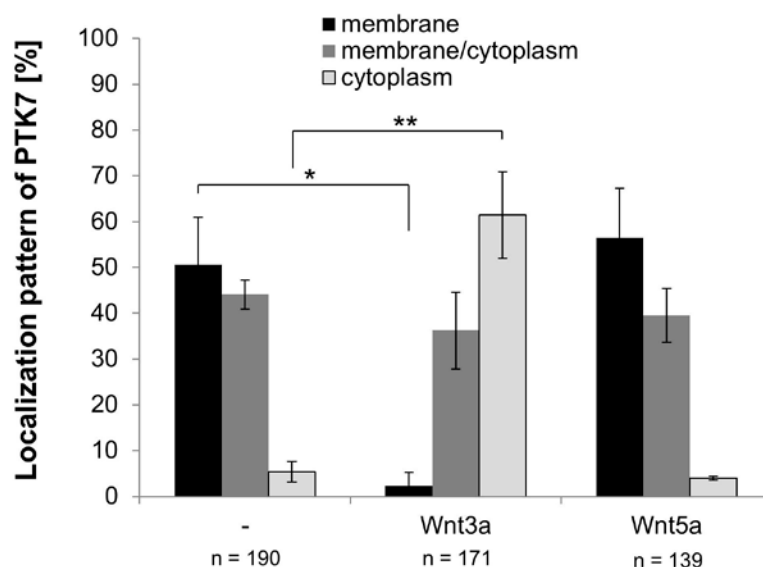 membrane
membrane/cytoplasm
cytoplasm
Localization pattern of PTK7 [%]
100
90
80
70
60
50
40
30
20
10
0
**
*
- Wnt3a Wnt5a
n = 190 n = 171 n = 139